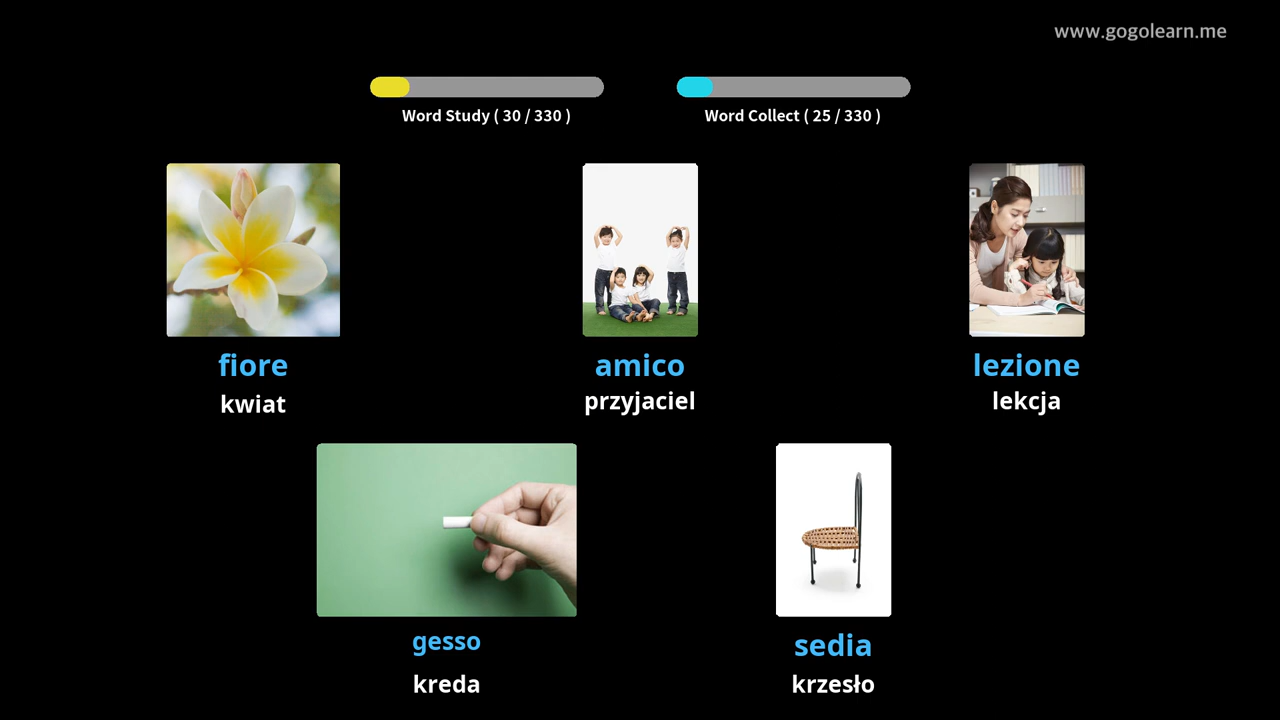 www.gogolearn.me
Word Study ( 30 / 330 )
Word Collect ( 25 / 330 )
fiore
kwiat
amico
przyjaciel
lezione
lekcja
gesso
kreda
sedia
krzesło